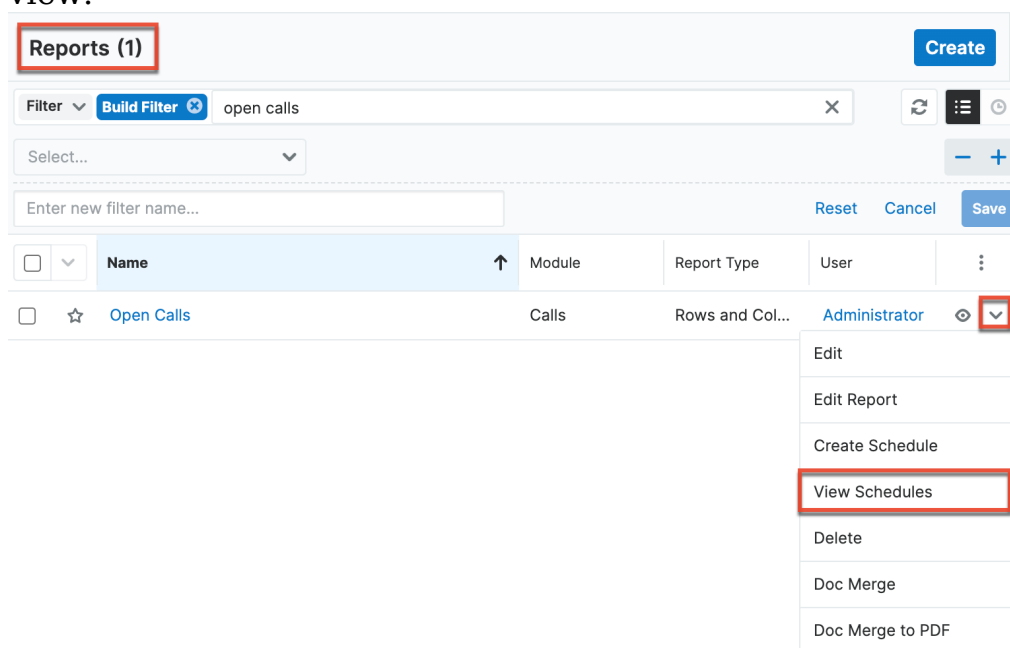 view.
Reports (1)
Create
Filter Build Filter open calls
Select...
Enter new filter name...
Reset Cancel Save
Name Module Report Type User
Open Calls Calls Rows and Col... Administrator
Edit
Edit Report
Create Schedule
View Schedules
Delete
Doc Merge
Doc Merge to PDF